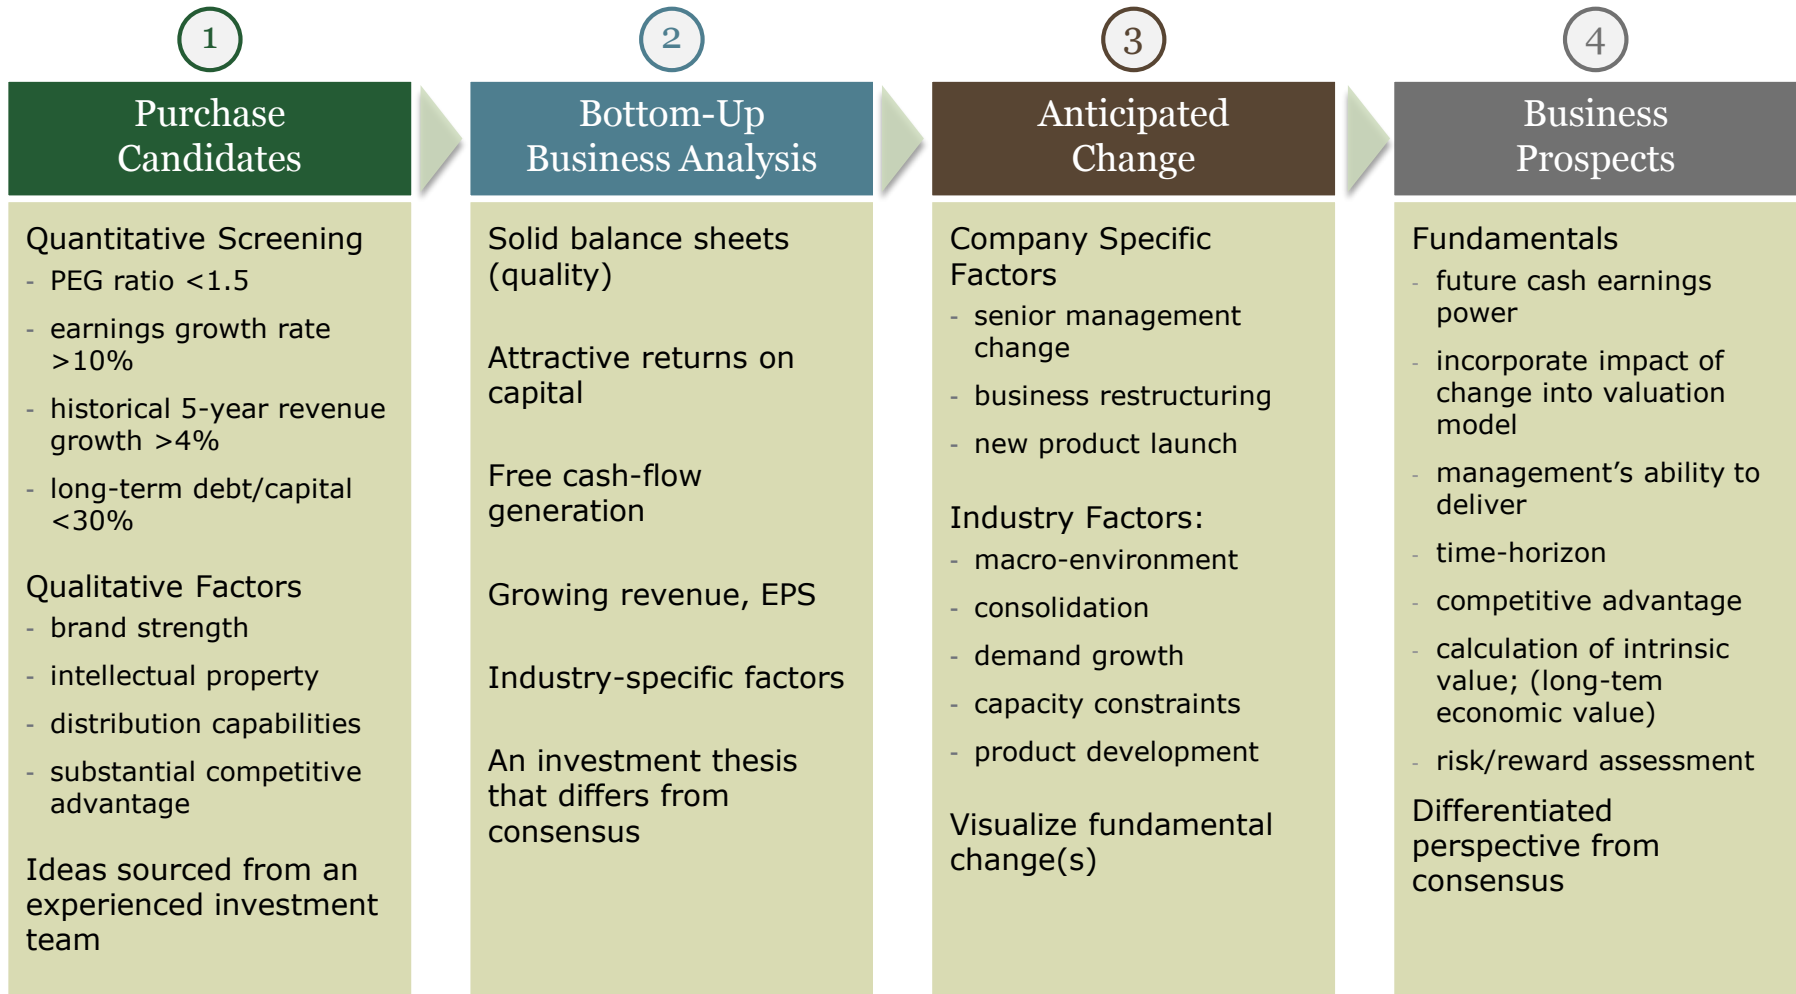 1
Purchase
Candidates
Quantitative Screening
- PEG ratio <1.5
- earnings growth rate
>10%
- historical 5-year revenue
growth >4%
- long-term debt/capital
<30%
Qualitative Factors
- brand strength
- intellectual property
- distribution capabilities
- substantial competitive
advantage
Ideas sourced from an
experienced investment
team
2
Bottom-Up
Business Analysis
Solid balance sheets
(quality)
Attractive returns on
capital
Free cash-flow
generation
Growing revenue, EPS
Industry-specific factors
An investment thesis
that differs from
consensus
3
Anticipated
Change
Company Specific
Factors
- senior management
change
- business restructuring
- new product launch
Industry Factors:
- macro-environment
- consolidation
- demand growth
- capacity constraints
- product development
Visualize fundamental
change(s)
4
Business
Prospects
Fundamentals
- future cash earnings
power
- incorporate impact of
change into valuation
model
- management’s ability to
deliver
- time-horizon
- competitive advantage
- calculation of intrinsic
value; (long-tem
economic value)
- risk/reward assessment
Differentiated
perspective from
consensus